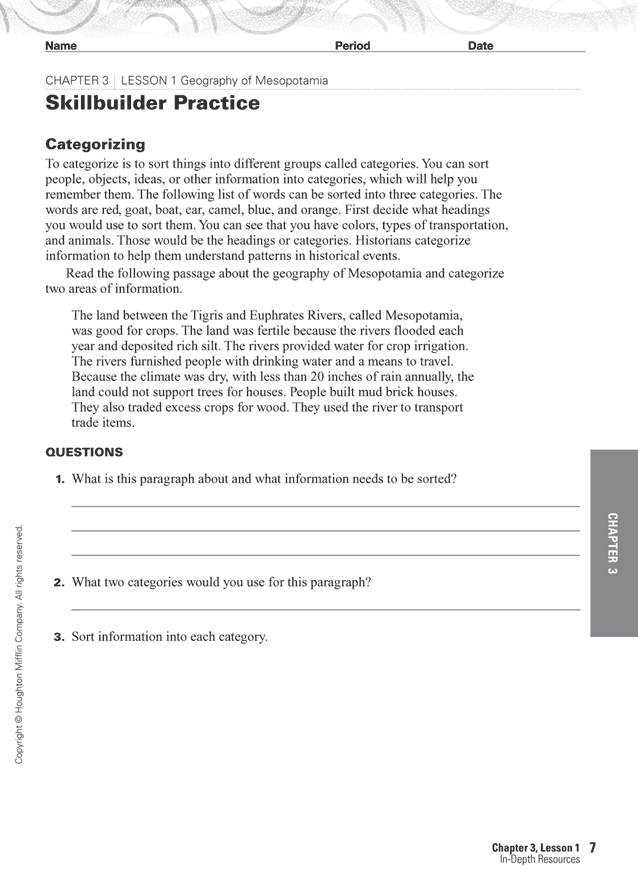 Name Period Date
CHAPTER 3 | LESSON 1 Geography of Mesopotamia
Skillbuilder Practice
Categorizing
To categorize is to sort things into different groups called categories. You can sort
people, objects, ideas, or other information into categories, which will help you
remember them. The following list of words can be sorted into three categories. The
words are red, goat, boat, car, camel, blue, and orange. First decide what headings
you would use to sort them. You can see that you have colors, types of transportation,
and animals. Those would be the headings or categories. Historians categorize
information to help them understand patterns in historical events.
Read the following passage about the geography of Mesopotamia and categorize
two areas of information.
The land between the Tigris and Euphrates Rivers, called Mesopotamia,
was good for crops. The land was fertile because the rivers flooded each
year and deposited rich silt. The rivers provided water for crop irrigation.
The rivers furnished people with drinking water and a means to travel.
Because the climate was dry, with less than 20 inches of rain annually, the
land could not support trees for houses. People built mud brick houses.
They also traded excess crops for wood. They used the river to transport
trade items.
QUESTIONS
1. What is this paragraph about and what information needs to be sorted?
2. What two categories would you use for this paragraph?
3. Sort information into each category.
CHAPTER 3
Copyright © Houghton Mifflin Company. All rights reserved.
Chapter 3, Lesson 1 7
In-Depth Resources